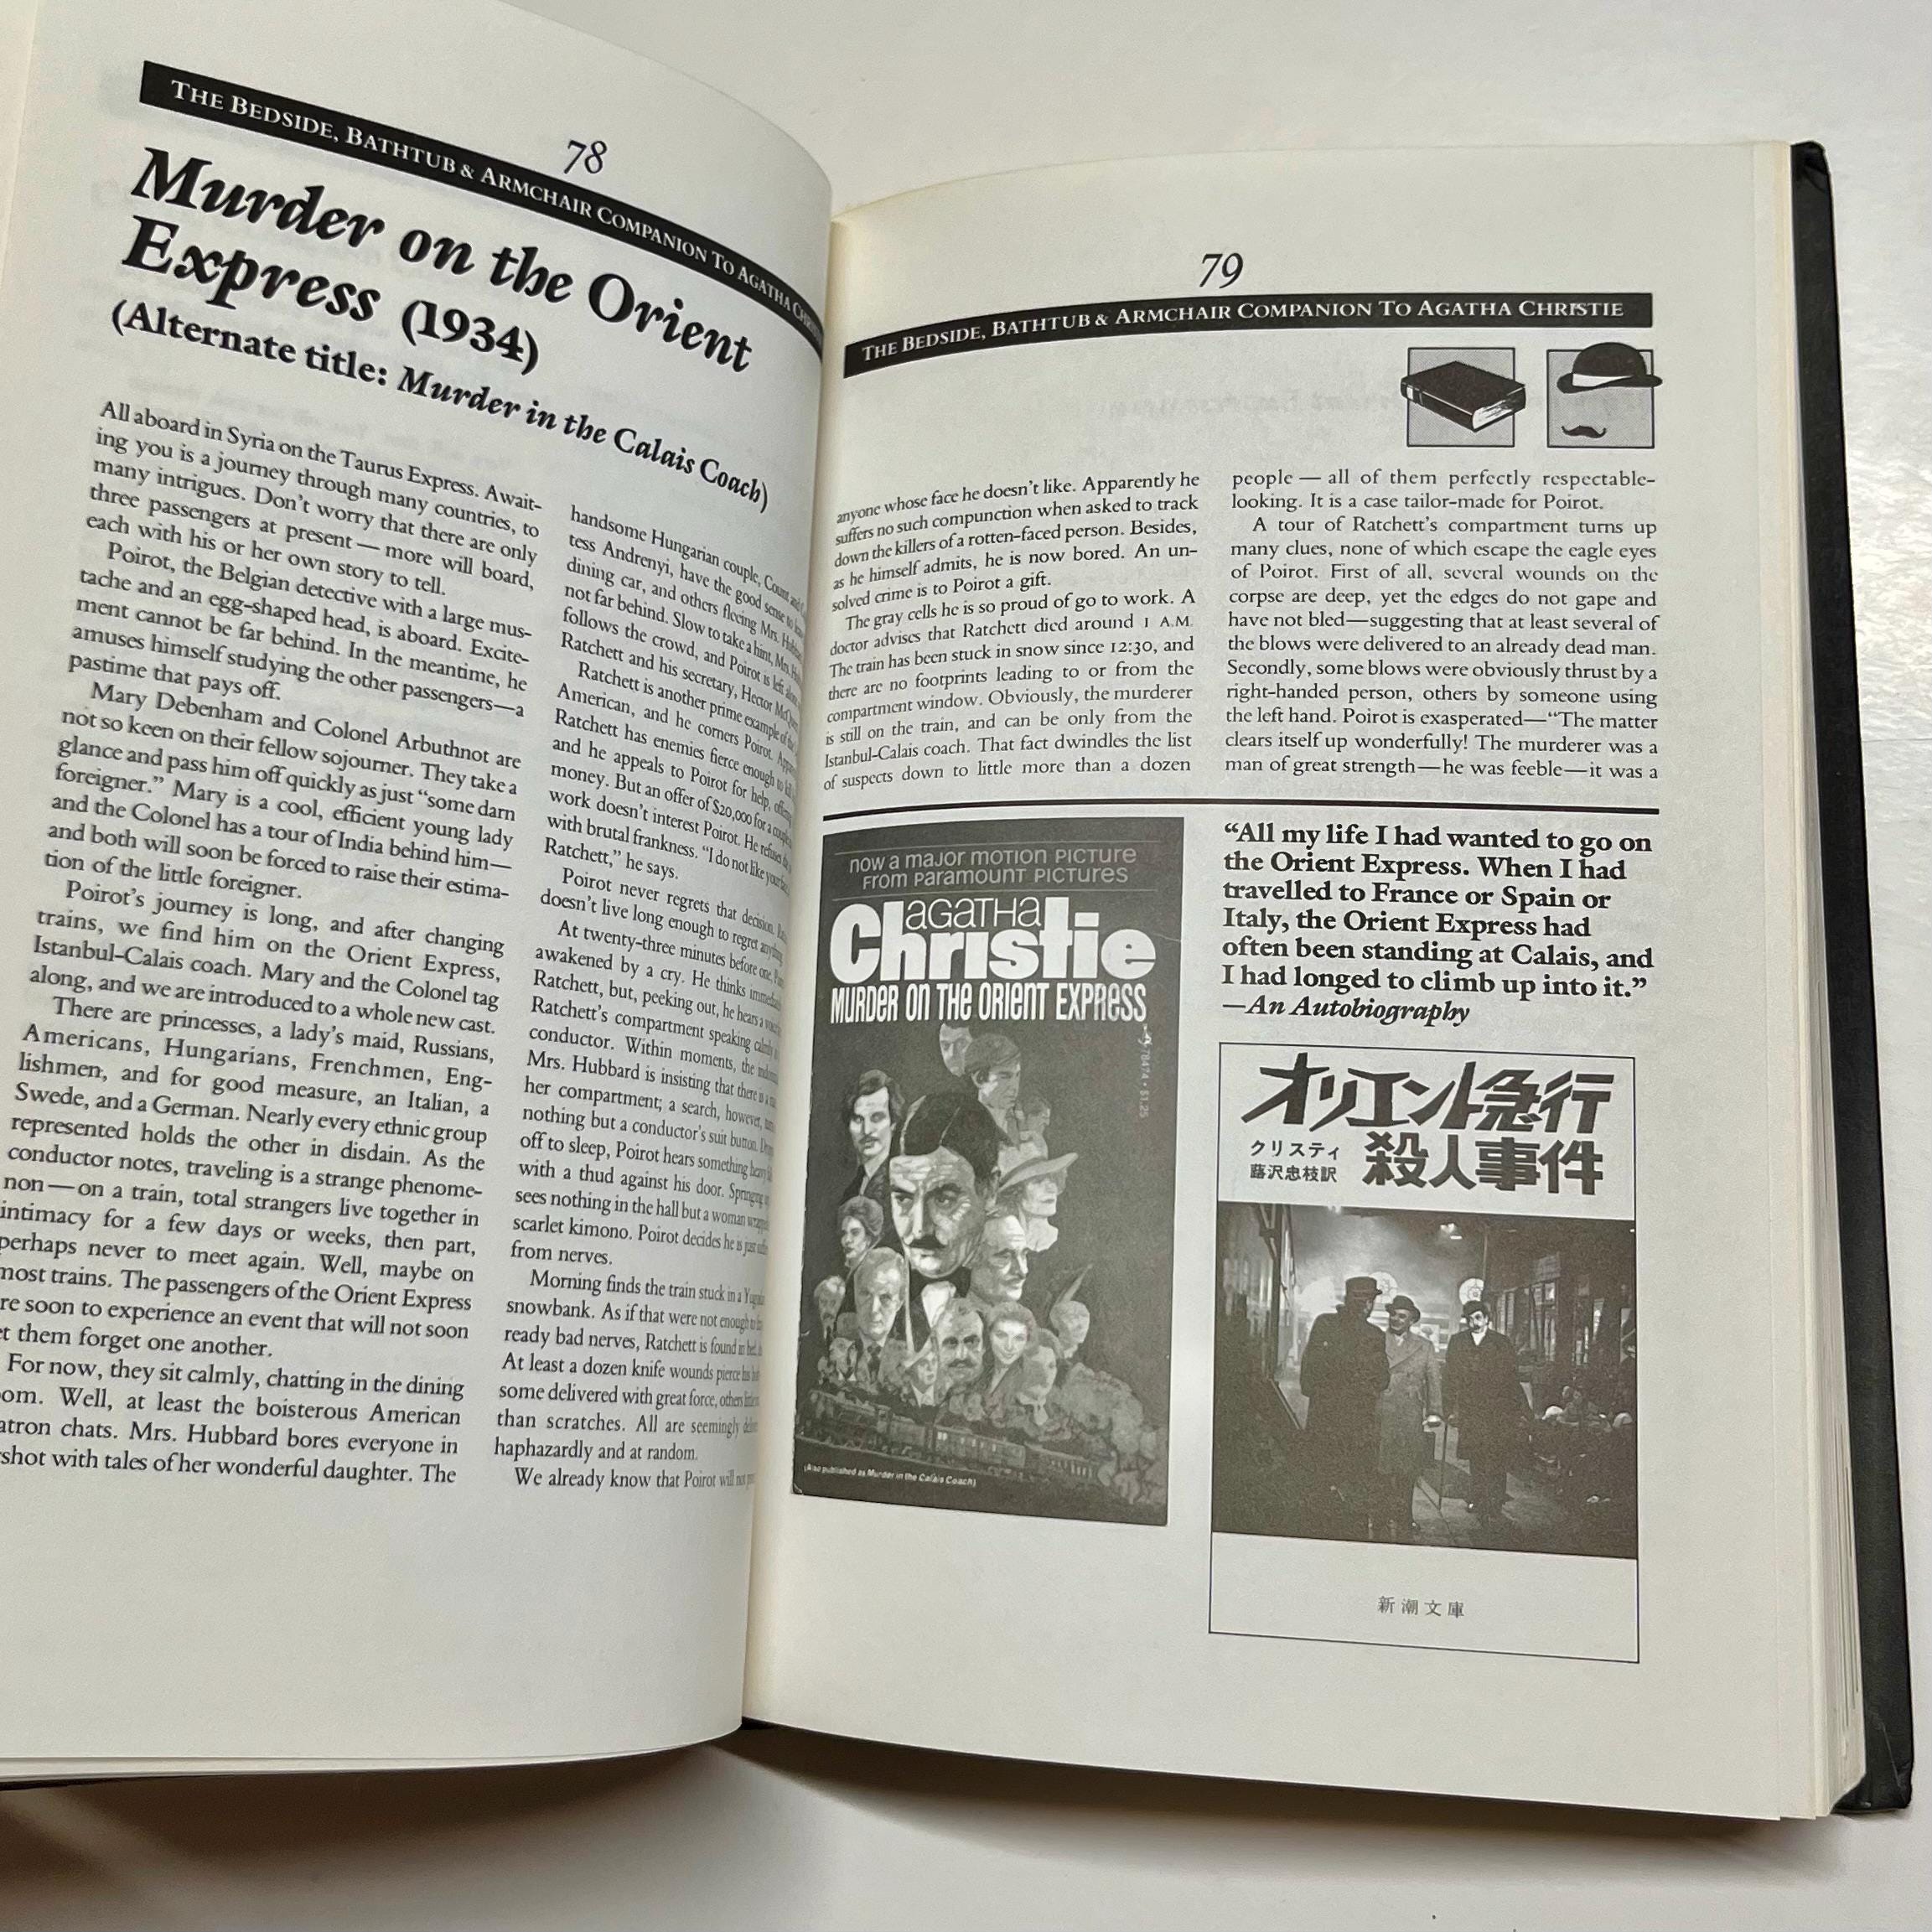 78
THE BEDSIDE, BATHTUB & ARMCHAIR COMPANION TO AGATHA
Murder on the Orient
Express (1934)
(Alternate title: Murder in the Calais Coach)
All aboard in Syria on the Taurus Express. Await-
ing you is a journey through many countries, to
many intrigues. Don't worry that there are only
three passengers at present — more will board,
each with his or her own story to tell.
Poirot, the Belgian detective with a large mus-
tache and an egg-shaped head, is aboard. Excite-
ment cannot be far behind. In the meantime, he
amuses himself studying the other passengers—a
pastime that pays off.
Mary Debenham and Colonel Arbuthnot are
not so keen on their fellow sojourner. They take a
glance and pass him off quickly as just “some darn
foreigner.” Mary is a cool, efficient young lady
and the Colonel has a tour of India behind him—
and both will soon be forced to raise their estima-
tion of the little foreigner.
Poirot's journey is long, and after changing
trains, we find him on the Orient Express,
Istanbul-Calais coach. Mary and the Colonel tag
along, and we are introduced to a whole new cast.
There are princesses, a lady's maid, Russians,
Americans, Hungarians, Frenchmen, Eng-
lishmen, and for good measure, an Italian, a
Swede, and a German. Nearly every ethnic group
represented holds the other in disdain. As the
conductor notes, traveling is a strange phenome-
non — on a train, total strangers live together in
intimacy for a few days or weeks, then part,
perhaps never to meet again. Well, maybe on
most trains. The passengers of the Orient Express
re soon to experience an event that will not soon
et them forget one another.
For now, they sit calmly, chatting in the dining
oom. Well, at least the boisterous American
atron chats. Mrs. Hubbard bores everyone in
shot with tales of her wonderful daughter. The
handsome Hungarian couple, Count and
tess Andrenyi, have the good sense to
dining car, and others fleeing Mrs.
not far behind. Slow to take a hint, Mrs.
follows the crowd, and Poirot is left
Ratchett and his secretary, Hector
Ratchett is another prime example of the
American, and he corners Poirot.
Ratchett has enemies fierce enough to
and he appeals to Poirot for help,
money. But an offer of $20,000 for a
work doesn't interest Poirot. He refuses
with brutal frankness. “I do not like your
Ratchett,” he says.
Poirot never regrets that decision.
doesn't live long enough to regret
At twenty-three minutes before one,
awakened by a cry. He thinks
Ratchett, but, peeking out, he hears a
Ratchett's compartment speaking
conductor. Within moments, the
Mrs. Hubbard is insisting that there is a
her compartment; a search, however,
nothing but a conductor's suit button.
off to sleep, Poirot hears something heavy
with a thud against his door. Springing
sees nothing in the hall but a woman
scarlet kimono. Poirot decides he is just
from nerves.
Morning finds the train stuck in a
snowbank. As if that were not enough
ready bad nerves, Ratchett is found in
At least a dozen knife wounds pierce his
some delivered with great force, others
than scratches. All are seemingly
haphazardly and at random.
We already know that Poirot will not
79
THE BEDSIDE, BATHTUB & ARMCHAIR COMPANION TO AGATHA CHRISTIE
anyone whose face he doesn't like. Apparently he
suffers no such compunction when asked to track
down the killers of a rotten-faced person. Besides,
as he himself admits, he is now bored. An un-
solved crime is to Poirot a gift.
The gray cells he is so proud of go to work. A
doctor advises that Ratchett died around 1 A.M.
The train has been stuck in snow since 12:30, and
there are no footprints leading to or from the
compartment window. Obviously, the murderer
is still on the train, and can be only from the
Istanbul-Calais coach. That fact dwindles the list
of suspects down to little more than a dozen
people — all of them perfectly respectable-
looking. It is a case tailor-made for Poirot.
A tour of Ratchett's compartment turns up
many clues, none of which escape the eagle eyes
of Poirot. First of all, several wounds on the
corpse are deep, yet the edges do not gape and
have not bled—suggesting that at least several of
the blows were delivered to an already dead man.
Secondly, some blows were obviously thrust by a
right-handed person, others by someone using
the left hand. Poirot is exasperated—“The matter
clears itself up wonderfully! The murderer was a
man of great strength—he was feeble—it was a
now a major motion picture
from paramount pictures
agatha
Christie
MURDER ON THE ORIENT EXPRESS
78474 • $1.25
(Also published as Murder in the Calais Coach)
“All my life I had wanted to go on
the Orient Express. When I had
travelled to France or Spain or
Italy, the Orient Express had
often been standing at Calais, and
I had longed to climb up into it.”
—An Autobiography
オリエント急行
殺人事件
クリスティ
蕗沢忠枝訳
新潮文庫